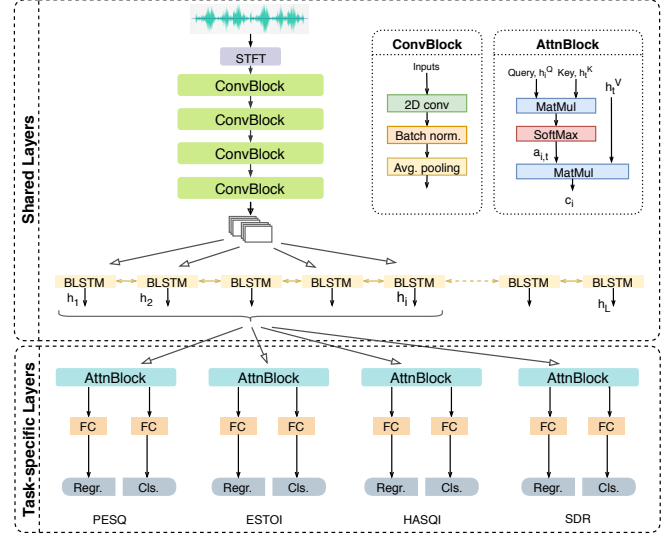 Shared Layers
STFT
ConvBlock
ConvBlock
ConvBlock
ConvBlock
ConvBlock
Inputs
2D conv
Batch norm.
Avg. pooling
AttnBlock
Query, h_i^Q Key, h_t^K
h_t^V
MatMul
SoftMax
a_{i,t}
MatMul
c_i
BLSTM BLSTM BLSTM BLSTM BLSTM BLSTM BLSTM
h_1 h_2 h_i h_L
Task-specific Layers
AttnBlock AttnBlock AttnBlock AttnBlock
FC FC FC FC FC FC FC FC
Regr. Cls. Regr. Cls. Regr. Cls. Regr. Cls.
PESQ ESTOI HASQI SDR